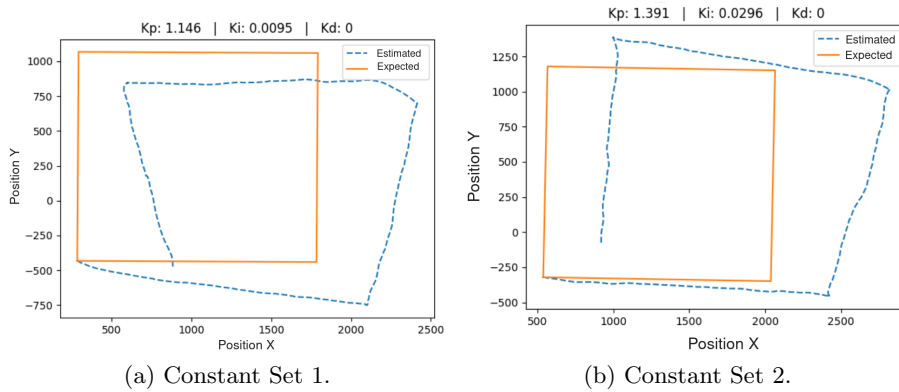 Kp: 1.146 | Ki: 0.0095 | Kd: 0
Estimated
Expected
1000
750
500
250
0
−250
−500
−750
Position Y
500
1000
1500
2000
2500
Position X
(a) Constant Set 1.
Kp: 1.391 | Ki: 0.0296 | Kd: 0
Estimated
Expected
1250
1000
750
500
250
0
−250
−500
Position Y
500
1000
1500
2000
2500
Position X
(b) Constant Set 2.